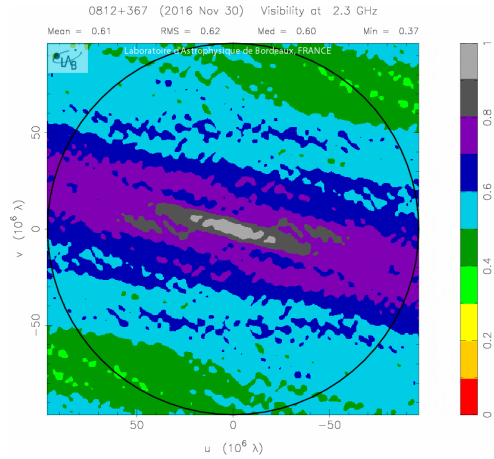 0812+367 (2016 Nov 30) Visibility at 2.3 GHz
Mean = 0.61 RMS = 0.62 Med = 0.60 Min = 0.37
Laboratoire d'Astrophysique de Bordeaux, FRANCE
LAB
50
0
−50
v (10⁶ λ)
50 0 −50
u (10⁶ λ)
1
0.8
0.6
0.4
0.2
0